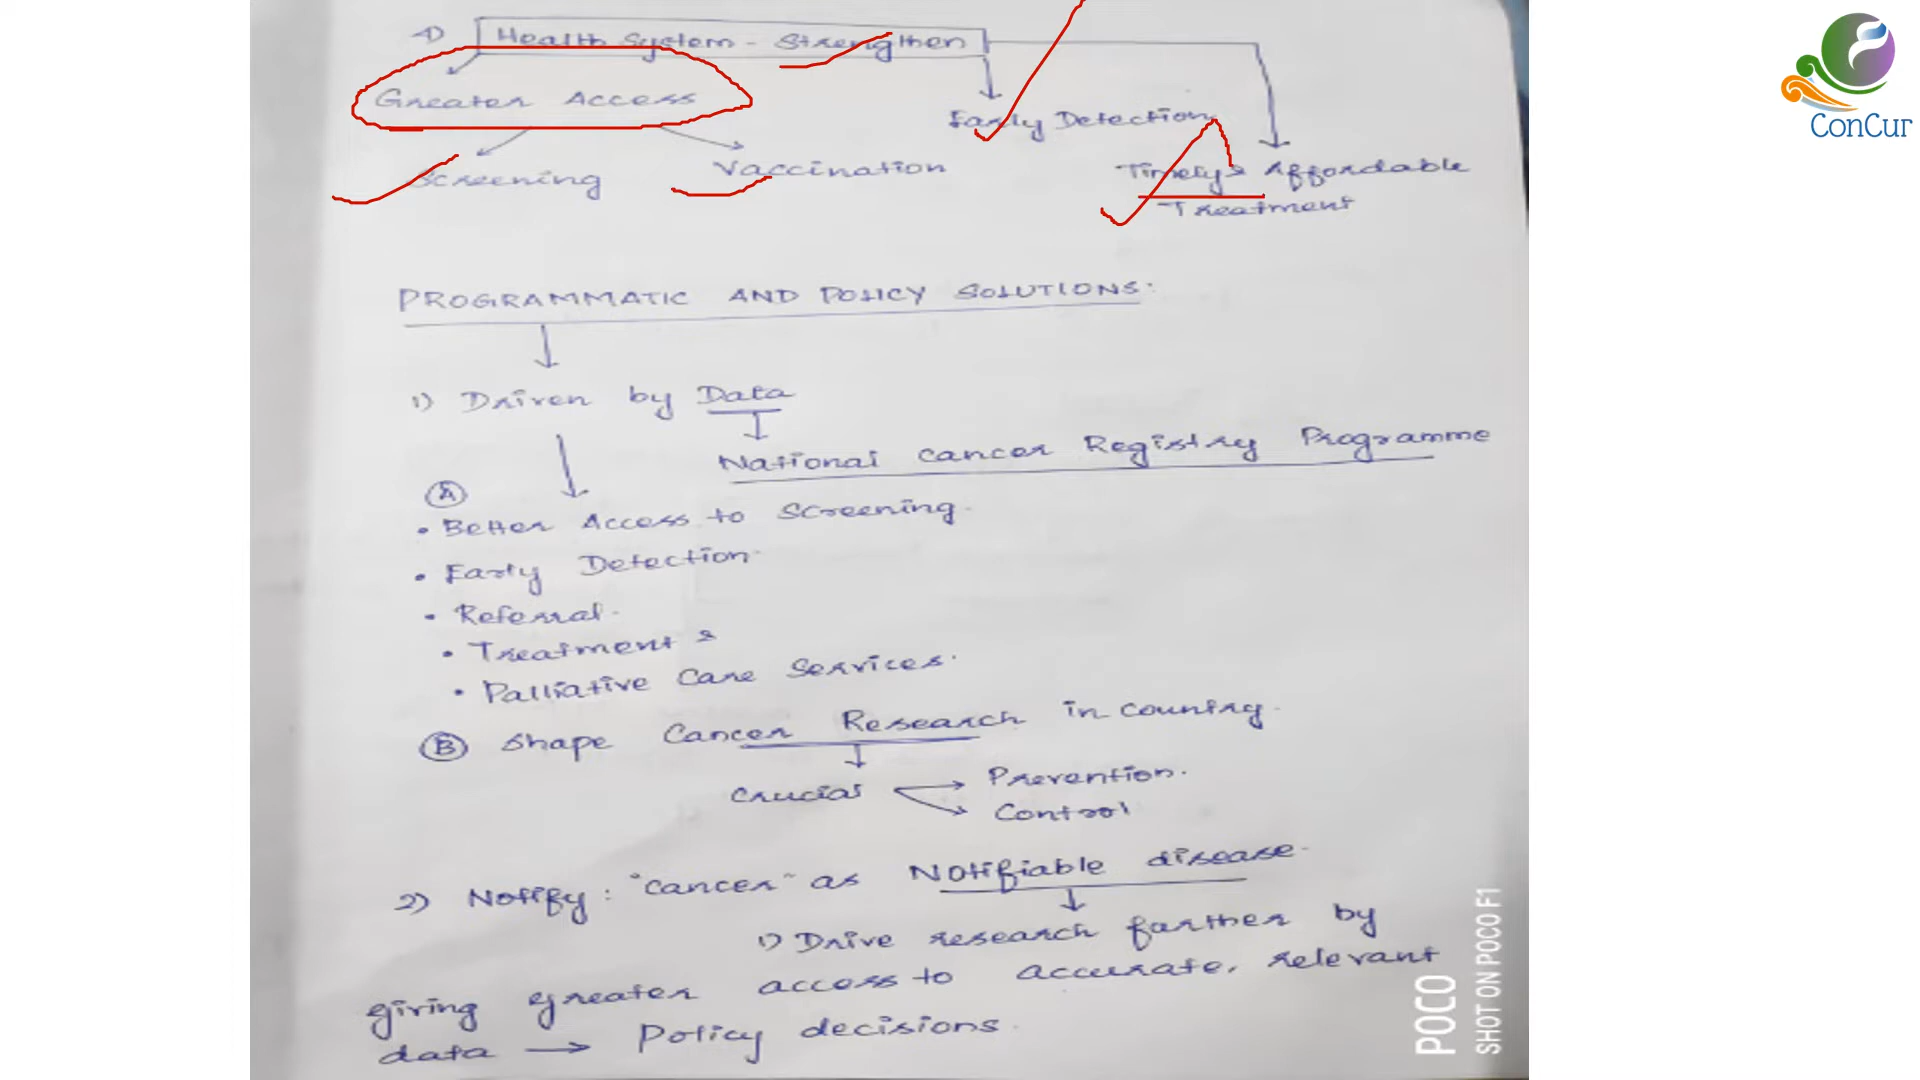 4) Health System - Strengthen
Greater Access
Early Detection
Screening
Vaccination
Timely & Affordable
Treatment
PROGRAMMATIC AND POLICY SOLUTIONS.
1) Driven by Data
National Cancer Registry Programme
A
• Better Access to Screening.
• Early Detection.
• Referral.
• Treatment &
• Palliative Care Services.
B Shape Cancer Research in country.
Crucial
Prevention.
Control
2) Notify: "Cancer" as Notifiable disease.
1) Drive research farther by
giving greater access to accurate, relevant
data → Policy decisions.
ConCur
POCO
SHOT ON POCO F1